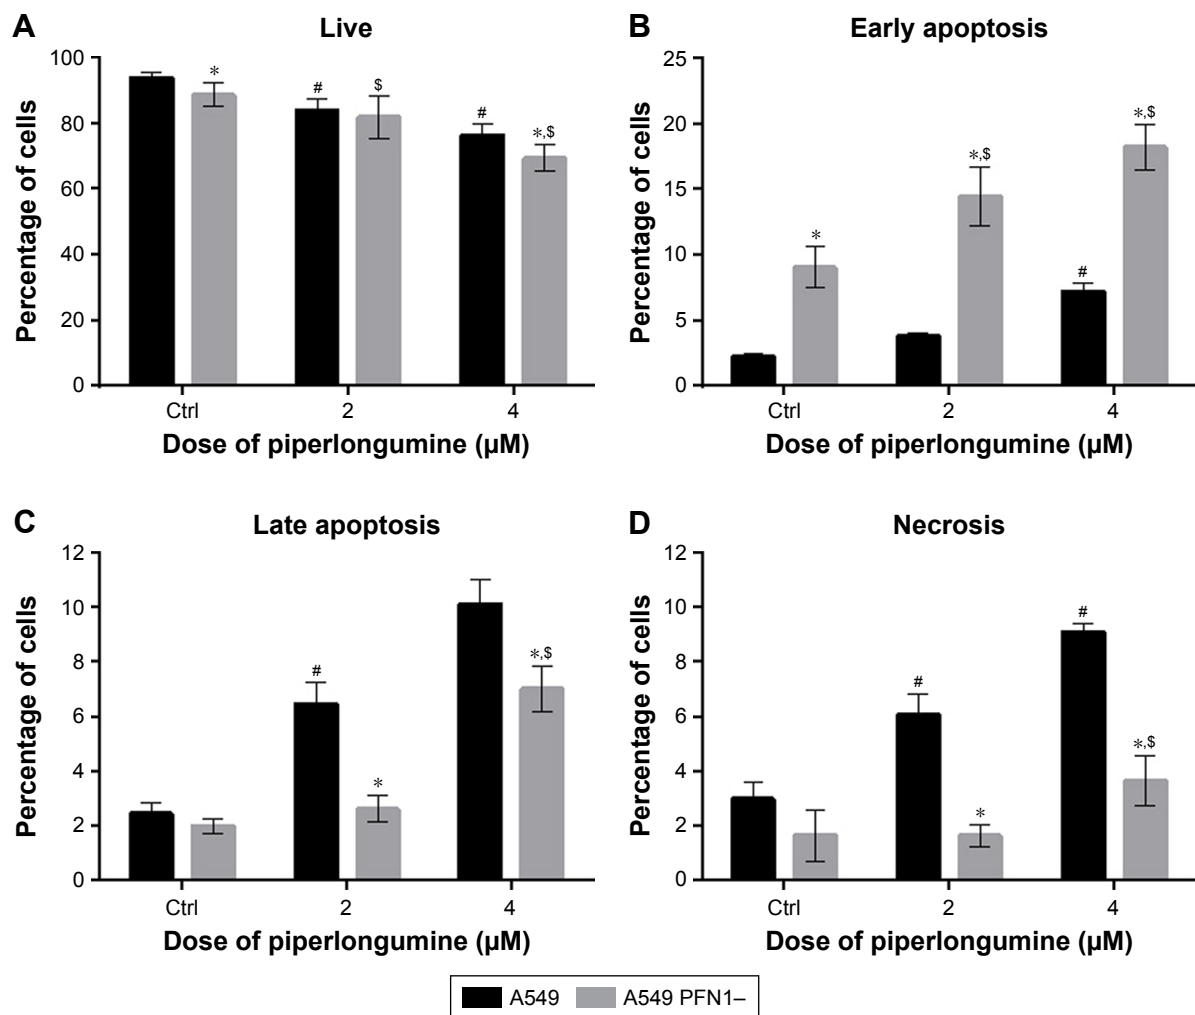 A
Live
100
80
60
40
20
0
Percentage of cells
*
#
$
#
*,$
Ctrl
2
4
Dose of piperlongumine (µM)
B
Early apoptosis
25
20
15
10
5
0
Percentage of cells
*
*,$
#
*,$
Ctrl
2
4
Dose of piperlongumine (µM)
C
Late apoptosis
12
10
8
6
4
2
0
Percentage of cells
#
*
*,$
Ctrl
2
4
Dose of piperlongumine (µM)
D
Necrosis
12
10
8
6
4
2
0
Percentage of cells
#
*
#
*,$
Ctrl
2
4
Dose of piperlongumine (µM)
A549
A549 PFN1–